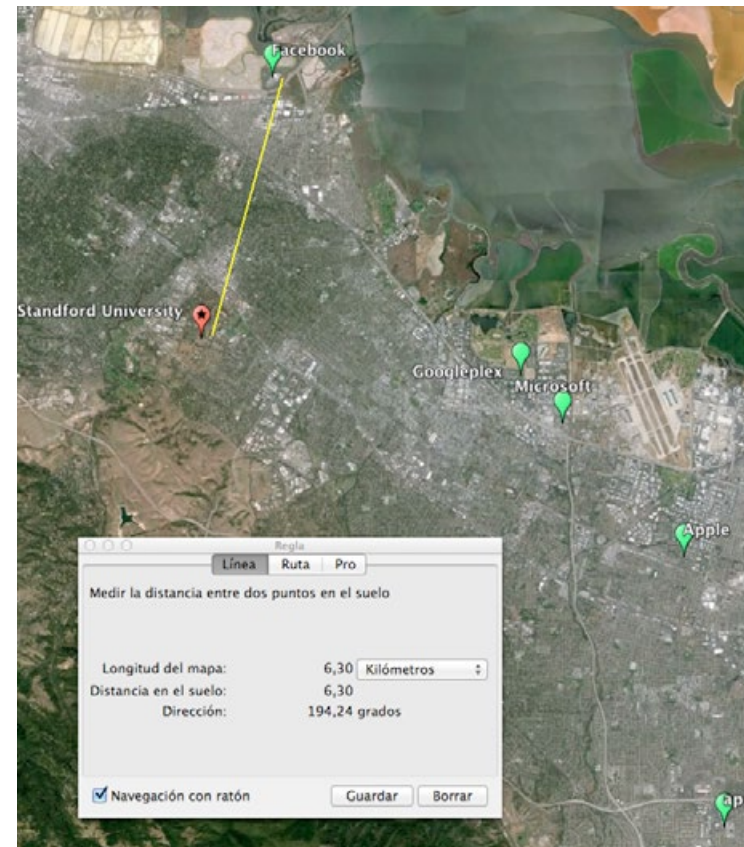 Facebook
Standford University
Googleplex
Microsoft
Apple
ap
Regla
Línea Ruta Pro
Medir la distancia entre dos puntos en el suelo
Longitud del mapa: 6,30 Kilómetros
Distancia en el suelo: 6,30
Dirección: 194,24 grados
Navegación con ratón Guardar Borrar